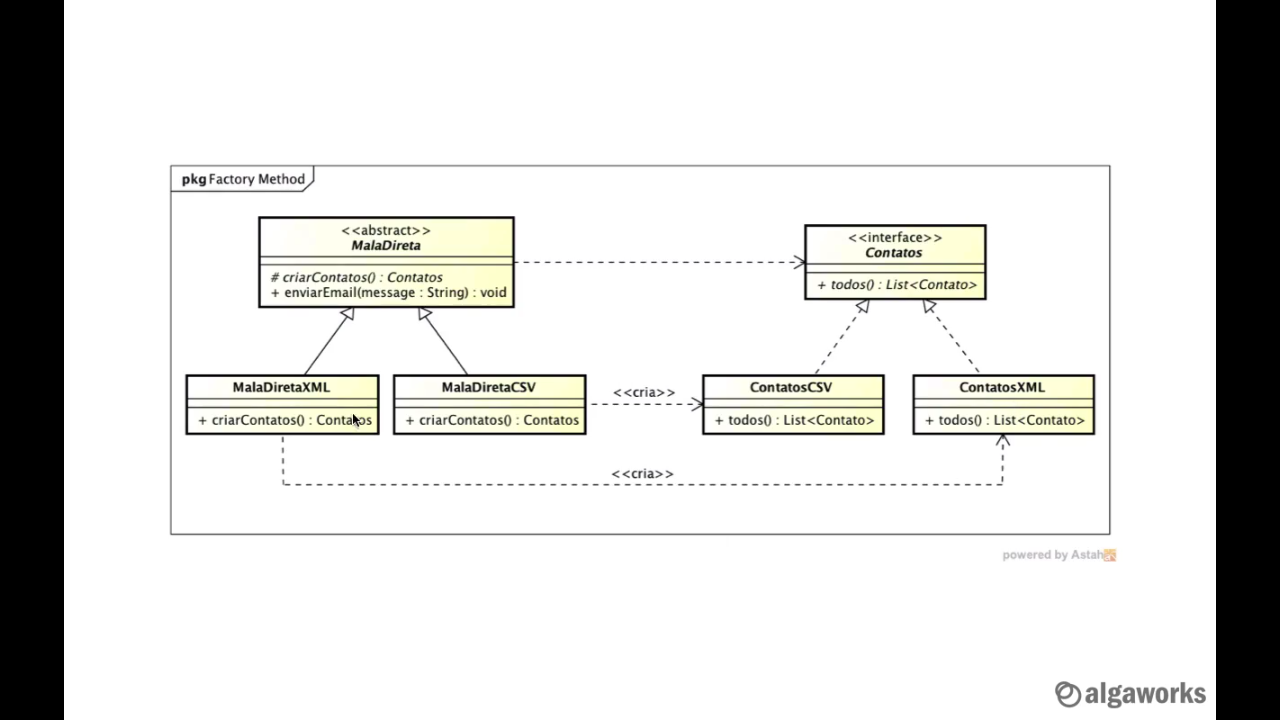 pkg Factory Method
<<abstract>>
MalaDireta
# criarContatos() : Contatos
+ enviarEmail(message : String) : void
<<interface>>
Contatos
+ todos() : List<Contato>
MalaDiretaXML
+ criarContatos() : Contatos
MalaDiretaCSV
+ criarContatos() : Contatos
<<cria>>
ContatosCSV
+ todos() : List<Contato>
ContatosXML
+ todos() : List<Contato>
<<cria>>
powered by Astah
algaworks